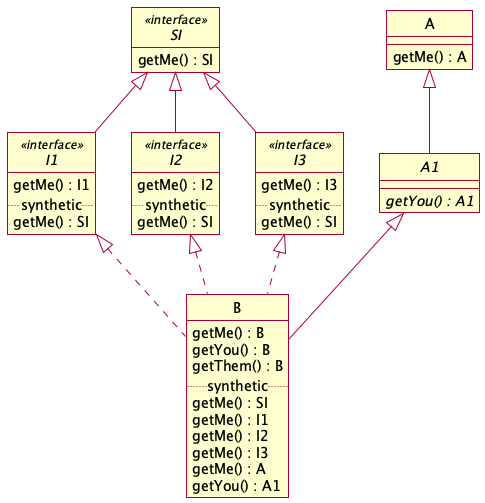 «interface»
SI
getMe() : SI
A
getMe() : A
«interface»
I1
getMe() : I1
synthetic
getMe() : SI
«interface»
I2
getMe() : I2
synthetic
getMe() : SI
«interface»
I3
getMe() : I3
synthetic
getMe() : SI
A1
getYou() : A1
B
getMe() : B
getYou() : B
getThem() : B
synthetic
getMe() : SI
getMe() : I1
getMe() : I2
getMe() : I3
getMe() : A
getYou() : A1